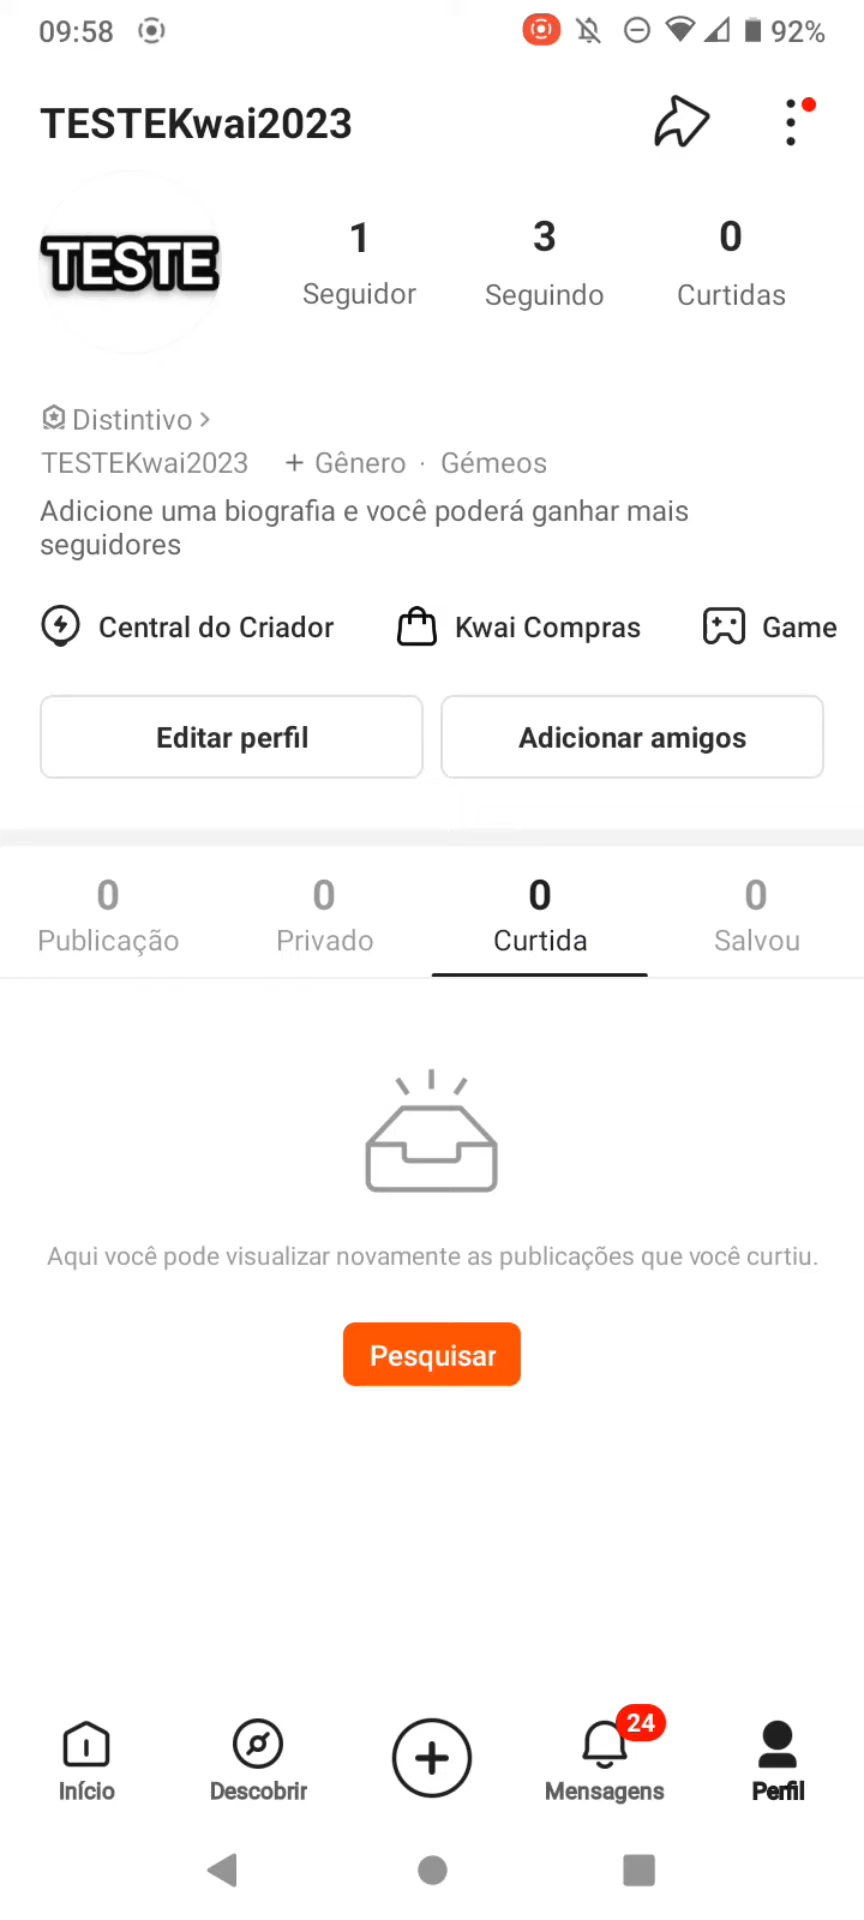 09:58
92%
TESTEKwai2023
TESTE
1
3
0
Seguidor
Seguindo
Curtidas
Distintivo
TESTEKwai2023 + Gênero · Gémeos
Adicione uma biografia e você poderá ganhar mais
seguidores
Central do Criador
Kwai Compras
Game
Editar perfil
Adicionar amigos
0
0
0
0
Publicação
Privado
Curtida
Salvou
Aqui você pode visualizar novamente as publicações que você curtiu.
Pesquisar
24
Início
Descobrir
Mensagens
Perfil